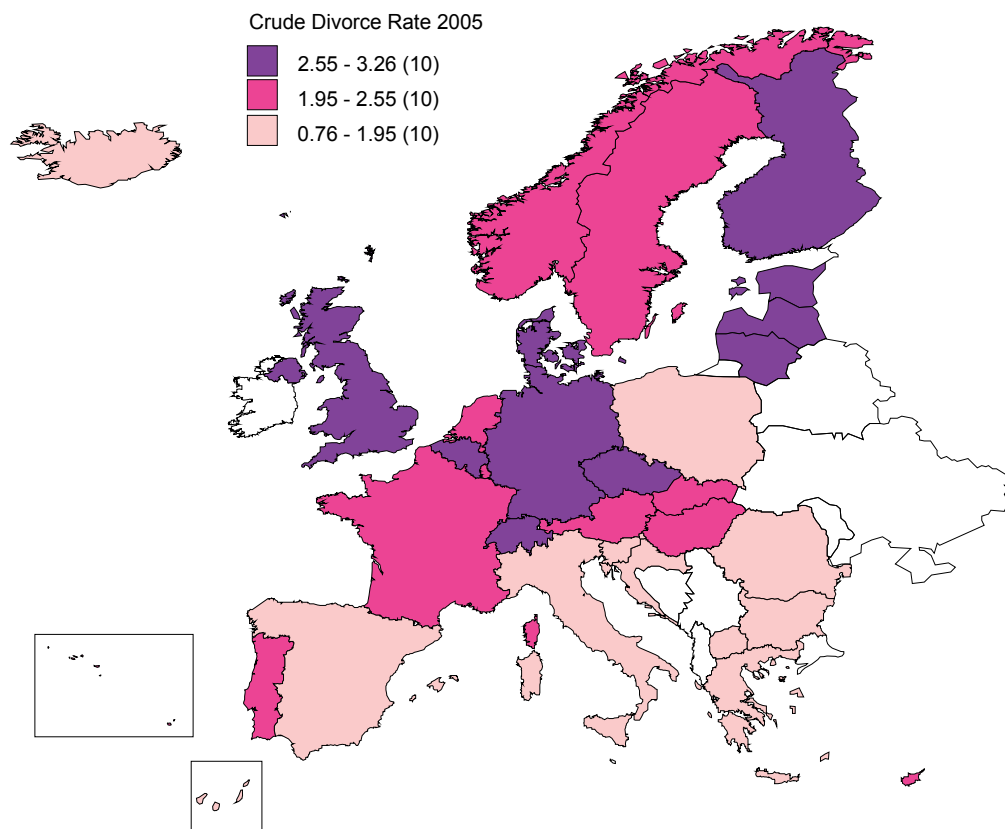 Crude Divorce Rate 2005
2.55 - 3.26 (10)
1.95 - 2.55 (10)
0.76 - 1.95 (10)